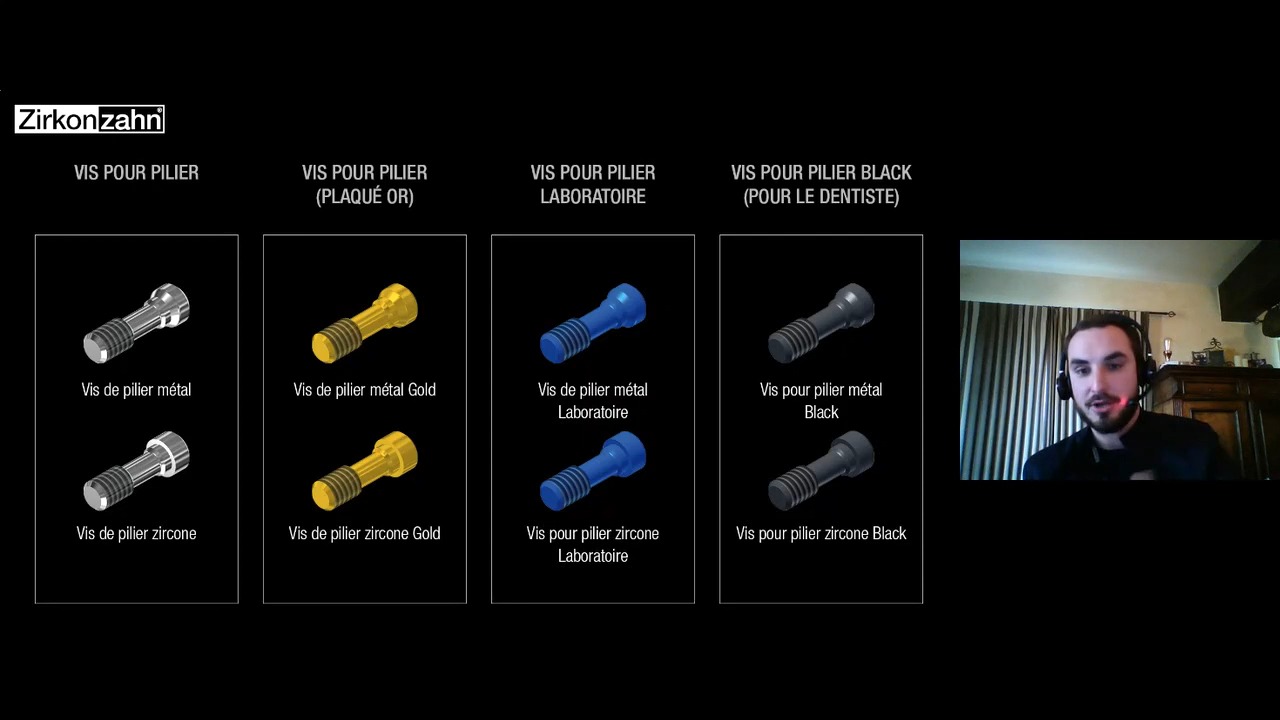 Zirkonzahn®
VIS POUR PILIER
VIS POUR PILIER
(PLAQUÉ OR)
VIS POUR PILIER
LABORATOIRE
VIS POUR PILIER BLACK
(POUR LE DENTISTE)
Vis de pilier métal
Vis de pilier métal Gold
Vis de pilier métal
Laboratoire
Vis pour pilier métal
Black
Vis de pilier zircone
Vis de pilier zircone Gold
Vis pour pilier zircone
Laboratoire
Vis pour pilier zircone Black